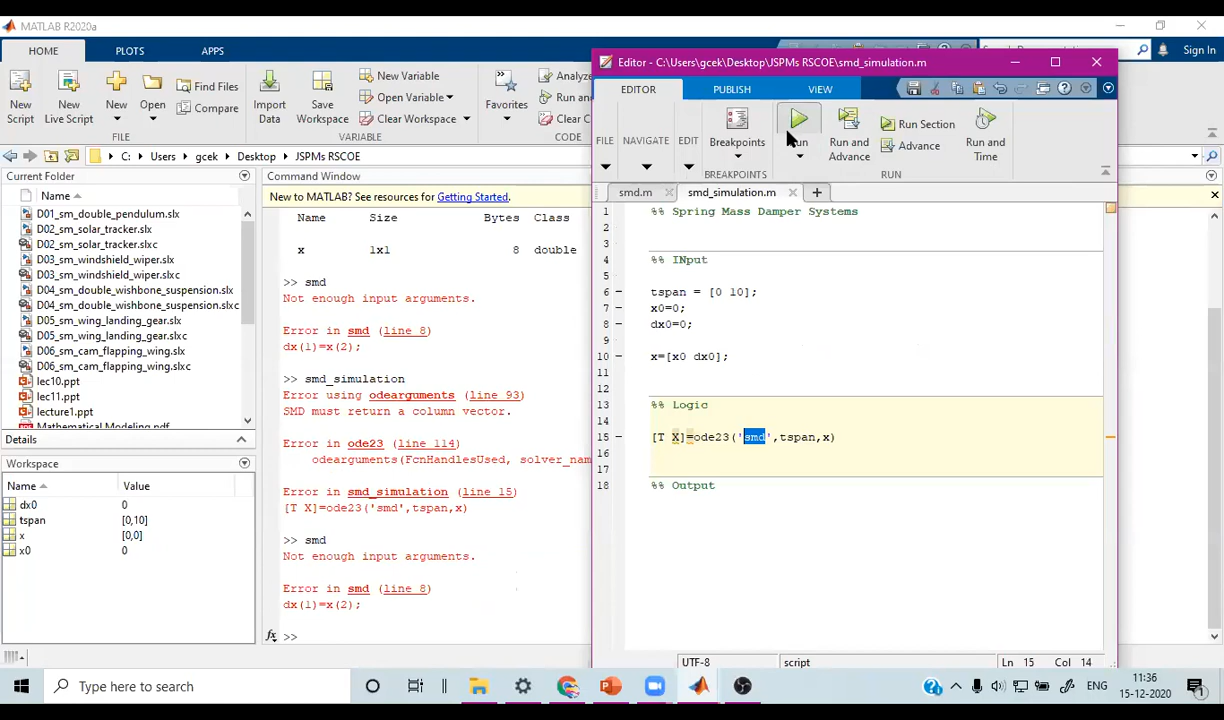 MATLAB R2020a
HOME
PLOTS
APPS
Sign In
New Script
New Live Script
New
Open
Find Files
Compare
Import Data
Save Workspace
New Variable
Open Variable
Clear Workspace
Favorites
Analyze
Run and
Clear
FILE
VARIABLE
CODE
C: Users gcek Desktop JSPMs RSCOE
Current Folder
Name
D01_sm_double_pendulum.slx
D02_sm_solar_tracker.slx
D02_sm_solar_tracker.slxc
D03_sm_windshield_wiper.slx
D03_sm_windshield_wiper.slxc
D04_sm_double_wishbone_suspension.slx
D04_sm_double_wishbone_suspension.slxc
D05_sm_wing_landing_gear.slx
D05_sm_wing_landing_gear.slxc
D06_sm_cam_flapping_wing.slx
D06_sm_cam_flapping_wing.slxc
lec10.ppt
lec11.ppt
lecture1.ppt
Mathematical Modeling.pdf
Details
Workspace
Name Value
dx0 0
tspan [0,10]
x [0,0]
x0 0
Command Window
New to MATLAB? See resources for Getting Started.
Name Size Bytes Class
x 1x1 8 double
>> smd
Not enough input arguments.
Error in smd (line 8)
dx(1)=x(2);
>> smd_simulation
Error using odearguments (line 93)
SMD must return a column vector.
Error in ode23 (line 114)
odearguments(FcnHandlesUsed, solver_nam
Error in smd_simulation (line 15)
[T X]=ode23('smd',tspan,x)
>> smd
Not enough input arguments.
Error in smd (line 8)
dx(1)=x(2);
fx >>
Editor - C:\Users\gcek\Desktop\JSPMs RSCOE\smd_simulation.m
EDITOR
PUBLISH
VIEW
FILE
NAVIGATE
EDIT
Breakpoints
Run
Run and Advance
Run Section
Advance
Run and Time
BREAKPOINTS
RUN
smd.m
smd_simulation.m
1 %% Spring Mass Damper Systems
2
3
4 %% INput
5
6 tspan = [0 10];
7 x0=0;
8 dx0=0;
9
10 x=[x0 dx0];
11
12
13 %% Logic
14
15 [T X]=ode23('smd',tspan,x)
16
17
18 %% Output
UTF-8
script
Ln 15 Col 14
Type here to search
ENG
11:36
15-12-2020
1